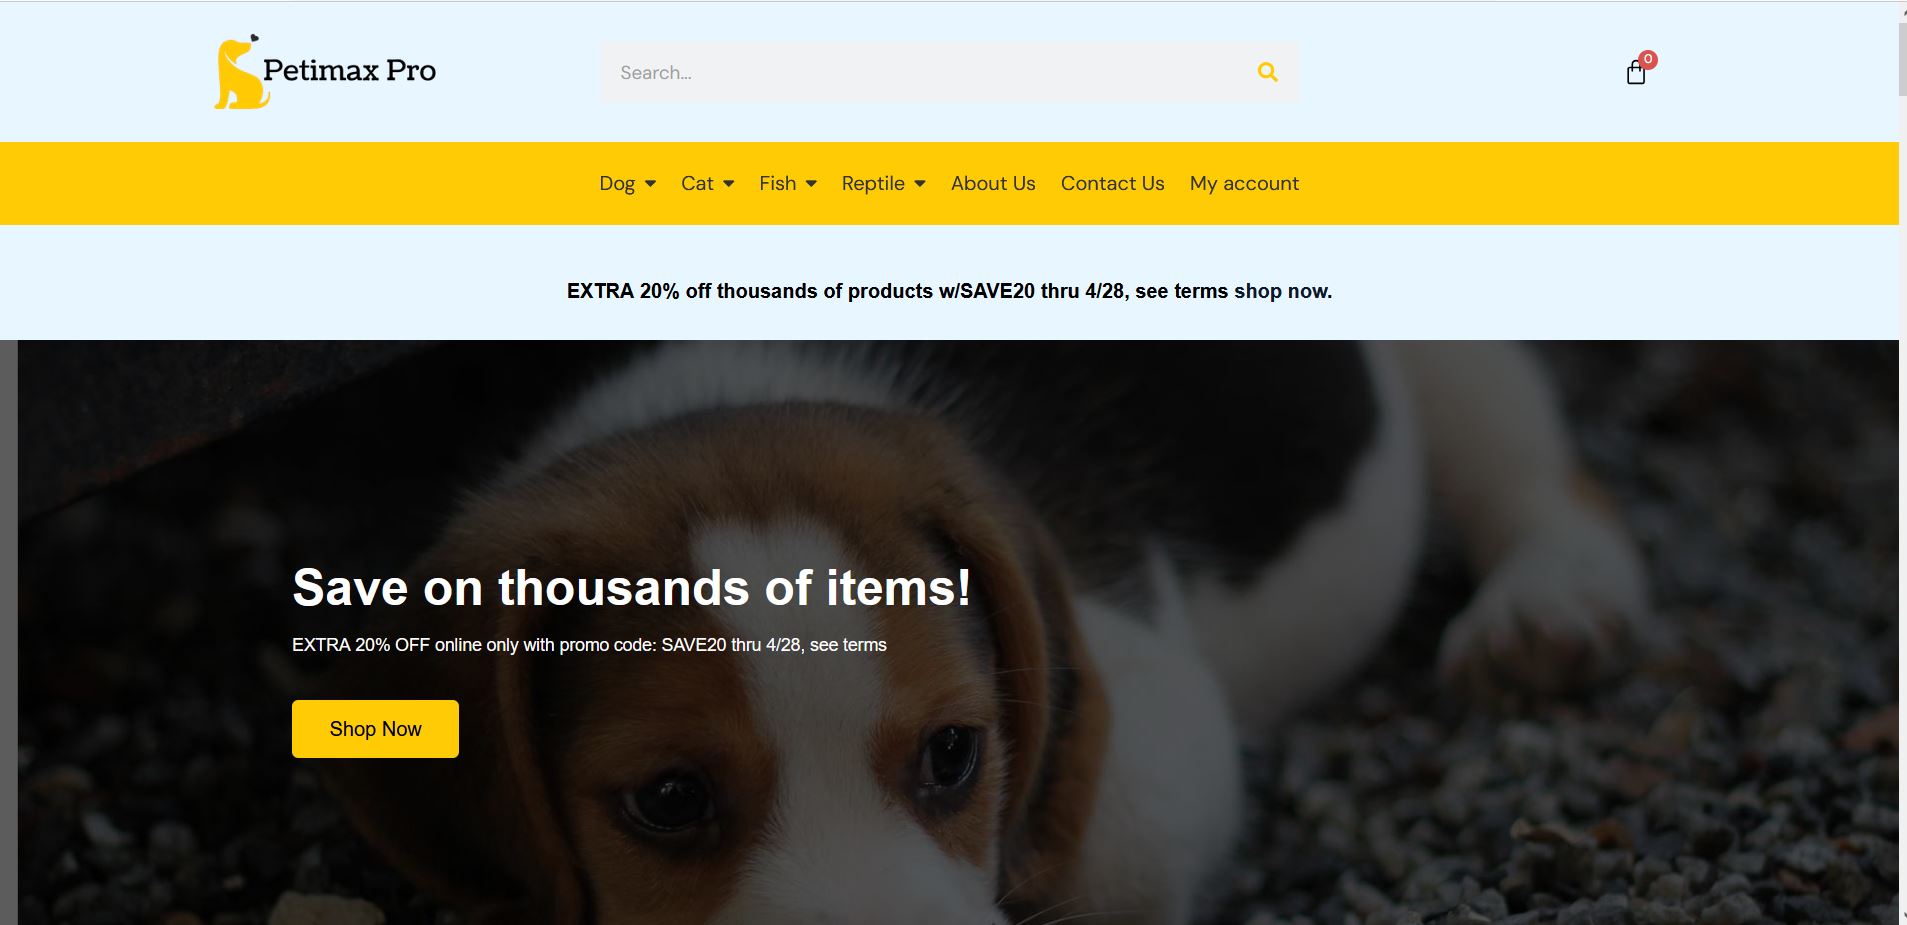 Petimax Pro
Search...
0
Dog
Cat
Fish
Reptile
About Us
Contact Us
My account
EXTRA 20% off thousands of products w/SAVE20 thru 4/28, see terms shop now.
Save on thousands of items!
EXTRA 20% OFF online only with promo code: SAVE20 thru 4/28, see terms
Shop Now